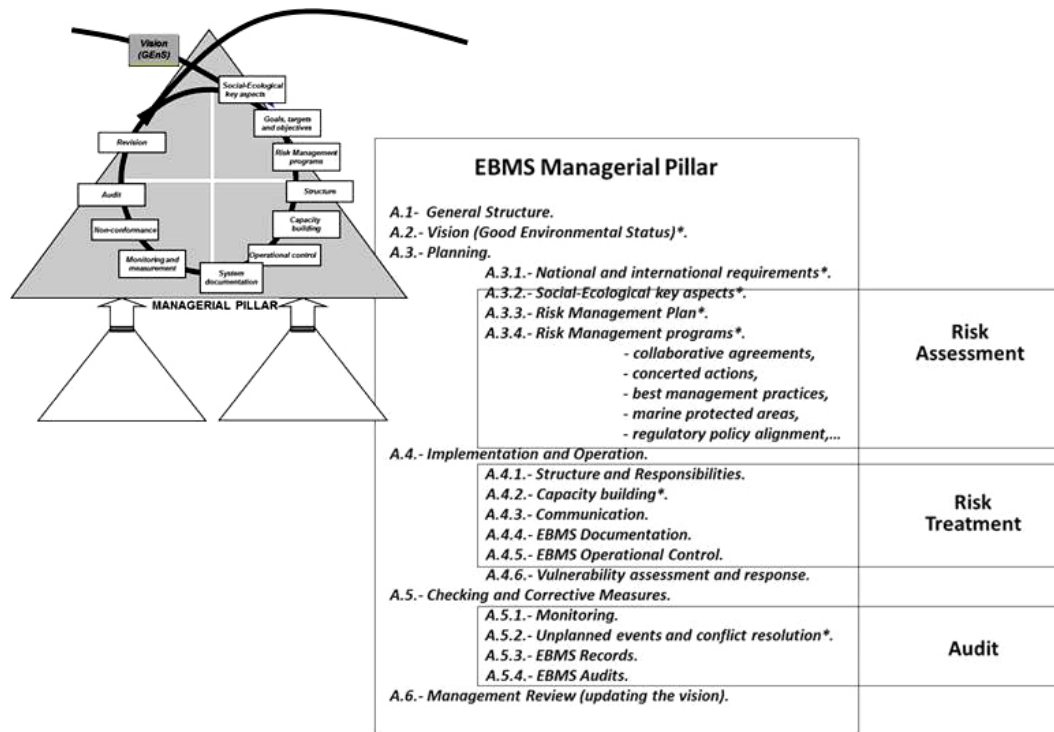 Vision
(GEnS)
Social-Ecological
key aspects
Goals, targets
and objectives
Revision
Risk Management
programs
Audit
Structure
Non-conformance
Capacity
building
Monitoring and
measurement
Operational control
System
documentation
MANAGERIAL PILLAR
EBMS Managerial Pillar
A.1- General Structure.
A.2- Vision (Good Environmental Status)*.
A.3- Planning.
A.3.1.- National and international requirements*.
A.3.2.- Social-Ecological key aspects*.
A.3.3.- Risk Management Plan*.
A.3.4.- Risk Management programs*.
- collaborative agreements,
- concerted actions,
- best management practices,
- marine protected areas,
- regulatory policy alignment,...
Risk
Assessment
A.4.- Implementation and Operation.
A.4.1.- Structure and Responsibilities.
A.4.2.- Capacity building*.
A.4.3.- Communication.
A.4.4.- EBMS Documentation.
A.4.5.- EBMS Operational Control.
A.4.6.- Vulnerability assessment and response.
Risk
Treatment
A.5.- Checking and Corrective Measures.
A.5.1.- Monitoring.
A.5.2.- Unplanned events and conflict resolution*.
A.5.3.- EBMS Records.
A.5.4.- EBMS Audits.
Audit
A.6.- Management Review (updating the vision).